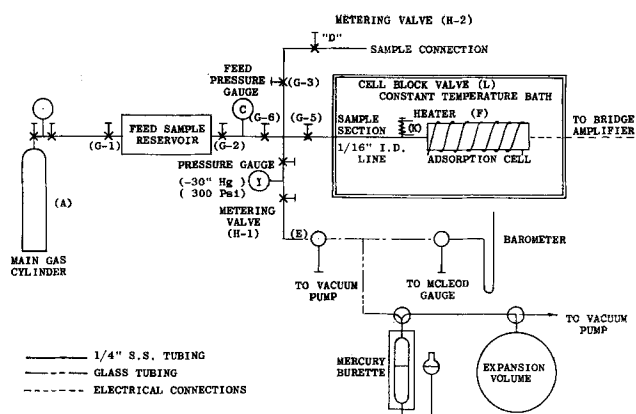 METERING VALVE (H-2)
"D"
SAMPLE CONNECTION
FEED
PRESSURE
GAUGE
(G-3)
C
(G-6)
(G-5)
CELL BLOCK VALVE (L)
CONSTANT TEMPERATURE BATH
HEATER (F)
SAMPLE
SECTION
(K)
1/16" I.D.
LINE
ADSORPTION CELL
TO BRIDGE
AMPLIFIER
FEED SAMPLE
RESERVOIR
(G-1)
(G-2)
(A)
MAIN GAS
CYLINDER
PRESSURE GAUGE
(-30" Hg )
( 300 Psi)
I
METERING
VALVE
(H-1)
(E)
BAROMETER
TO VACUUM
PUMP
TO MCLEOD
GAUGE
TO VACUUM
PUMP
MERCURY
BURETTE
EXPANSION
VOLUME
1/4" S.S. TUBING
GLASS TUBING
ELECTRICAL CONNECTIONS